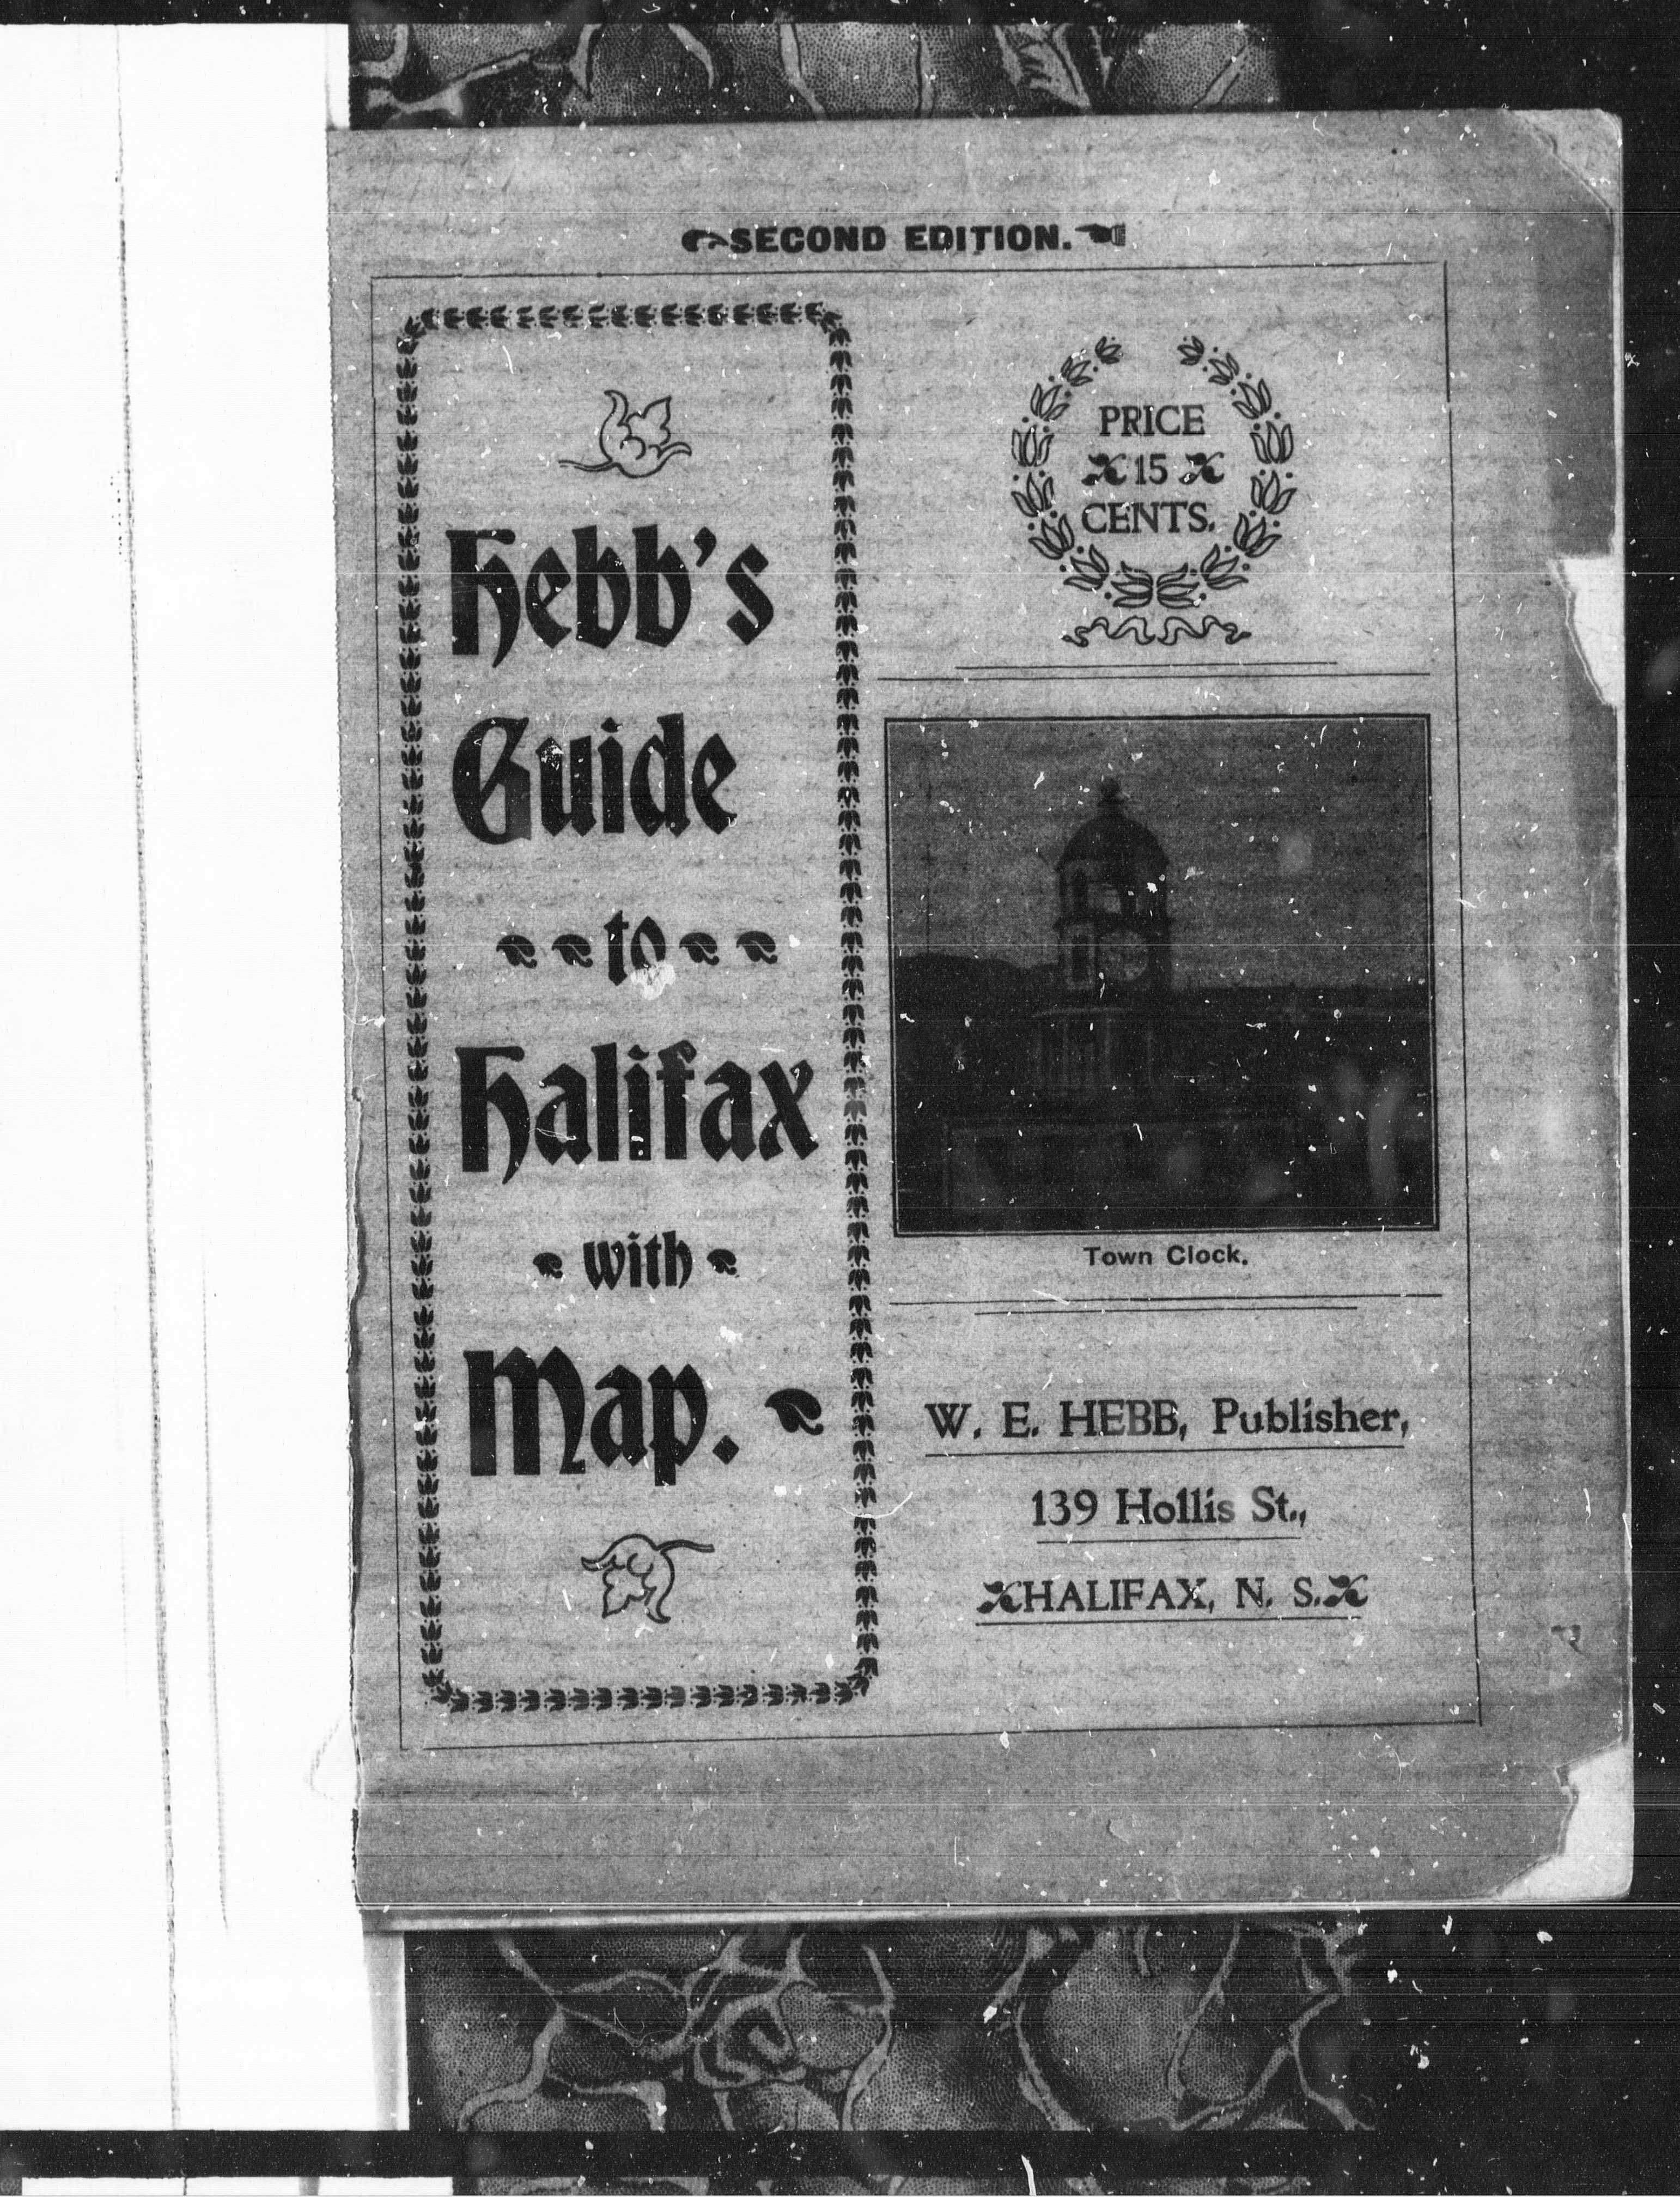 SECOND EDITION.
Hebb's
Guide
to
Halifax
with
Map.
PRICE
15
CENTS.
Town Clock.
W. E. HEBB, Publisher,
139 Hollis St.,
HALIFAX, N. S.